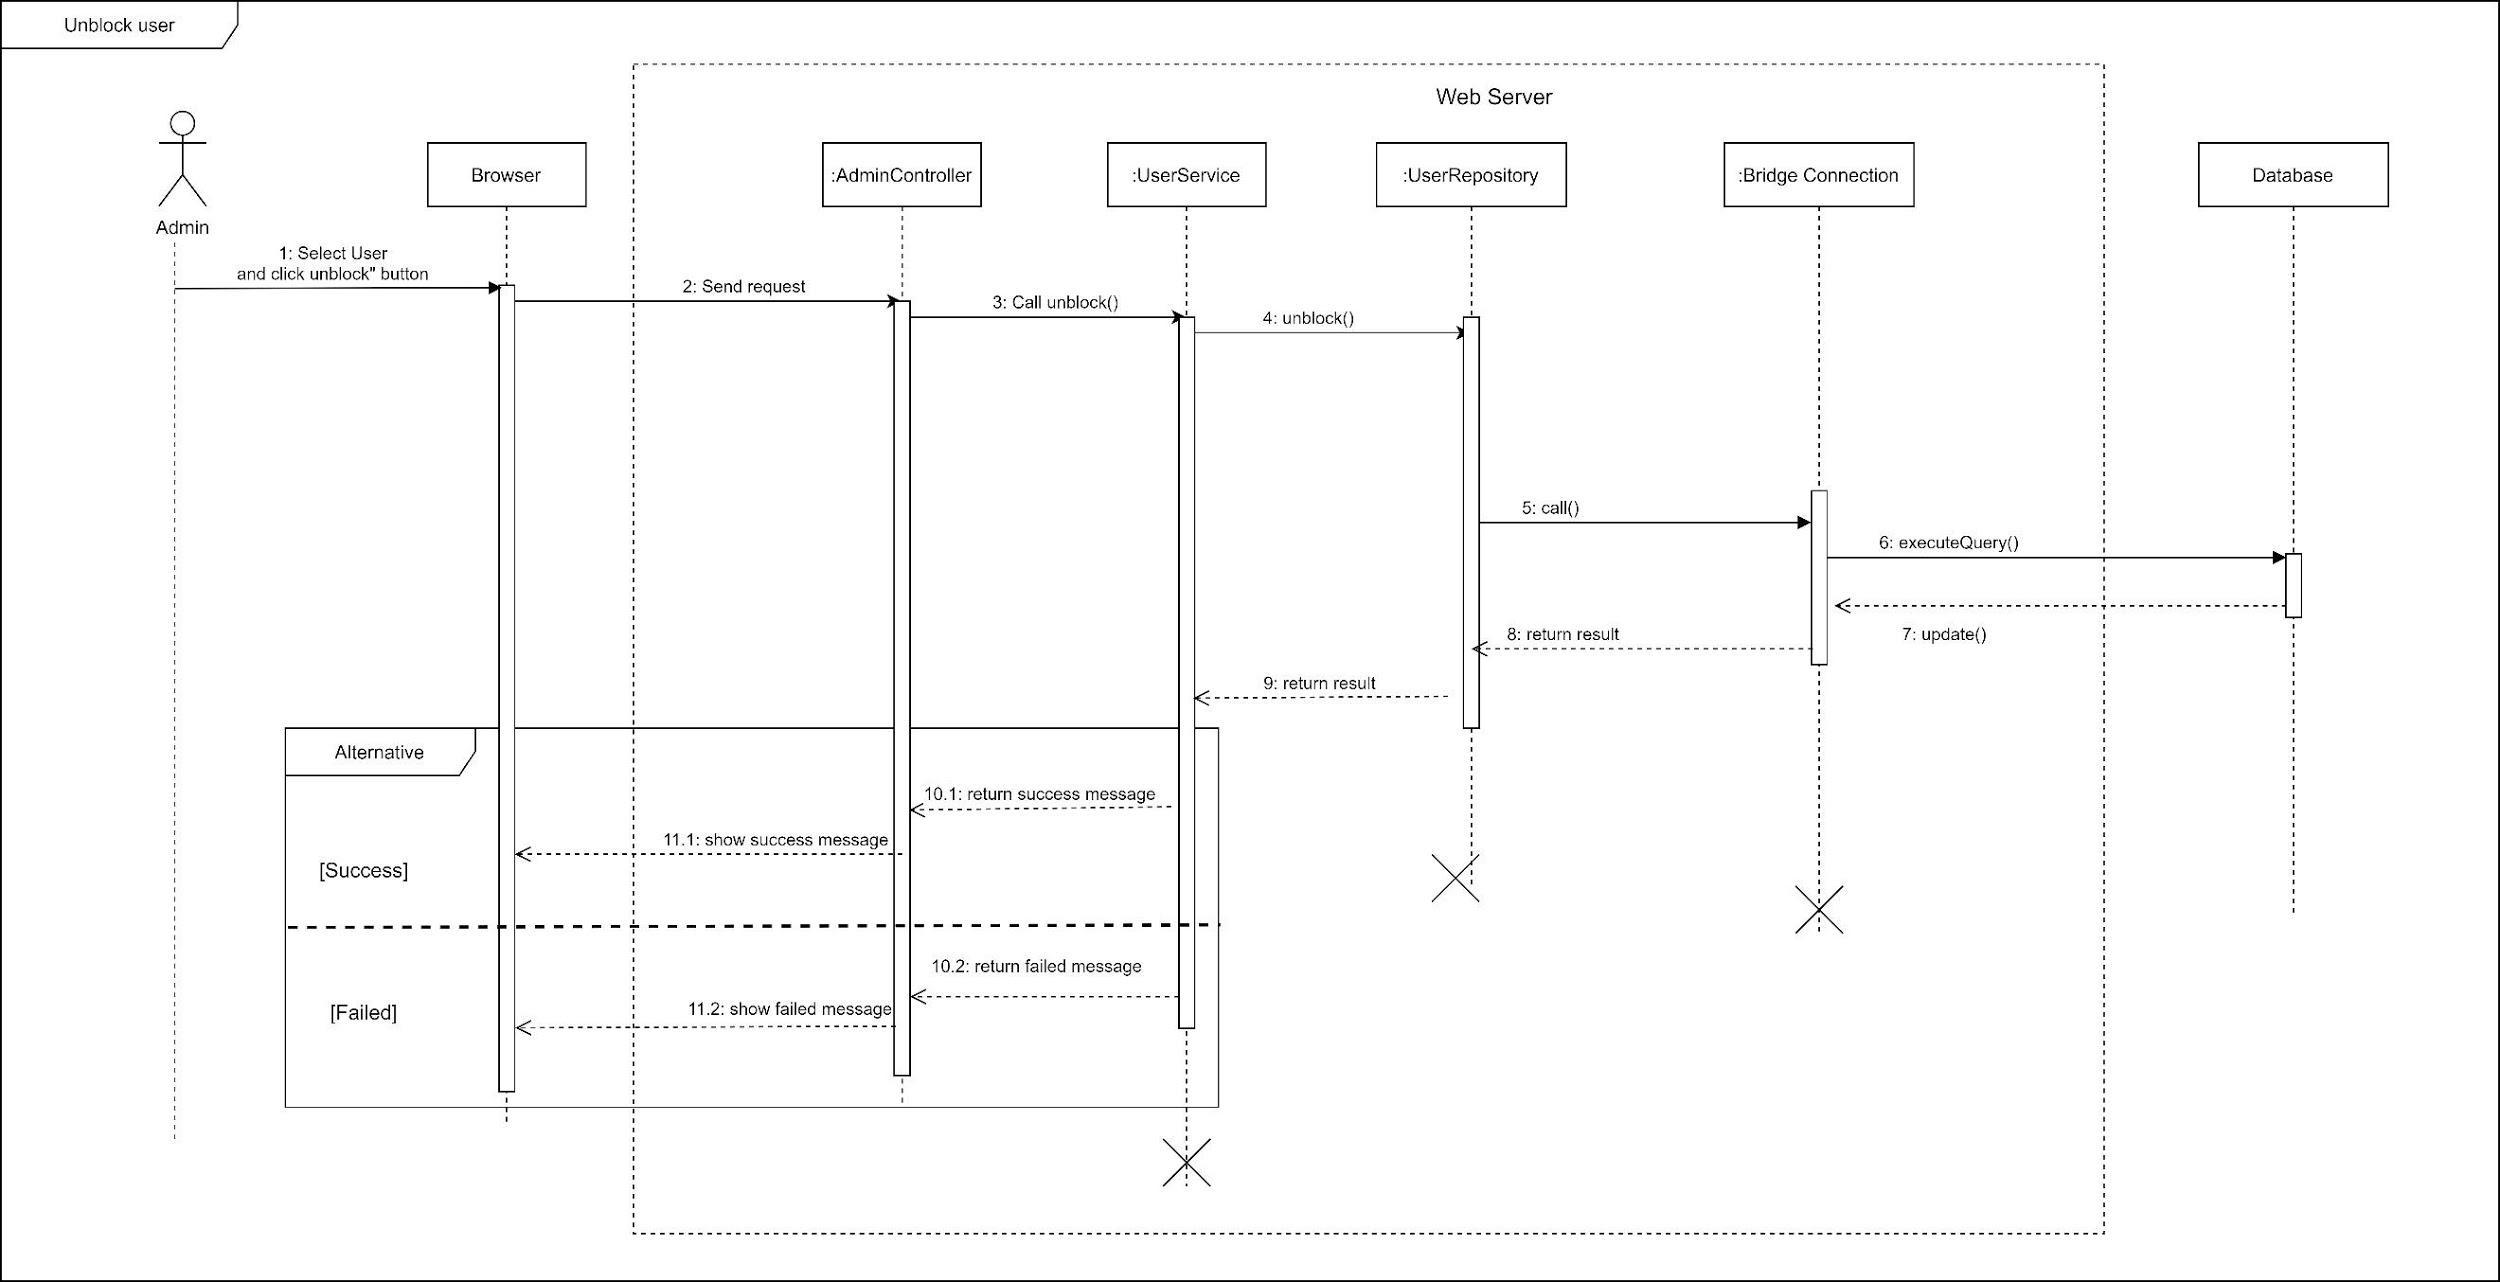 Unblock user
Web Server
Browser
:AdminController
:UserService
:UserRepository
:Bridge Connection
Database
Admin
1: Select User
and click unblock" button
2: Send request
3: Call unblock()
4: unblock()
5: call()
6: executeQuery()
7: update()
8: return result
9: return result
Alternative
10.1: return success message
11.1: show success message
[Success]
10.2: return failed message
11.2: show failed message
[Failed]